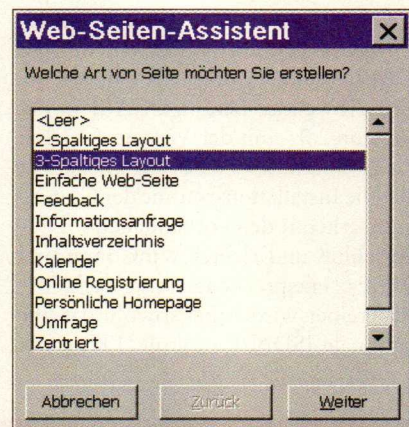 Web-Seiten-Assistent
Welche Art von Seite möchten Sie erstellen?
<Leer>
2-Spaltiges Layout
3-Spaltiges Layout
Einfache Web-Seite
Feedback
Informationsanfrage
Inhaltsverzeichnis
Kalender
Online Registrierung
Persönliche Homepage
Umfrage
Zentriert
Abbrechen Zurück Weiter